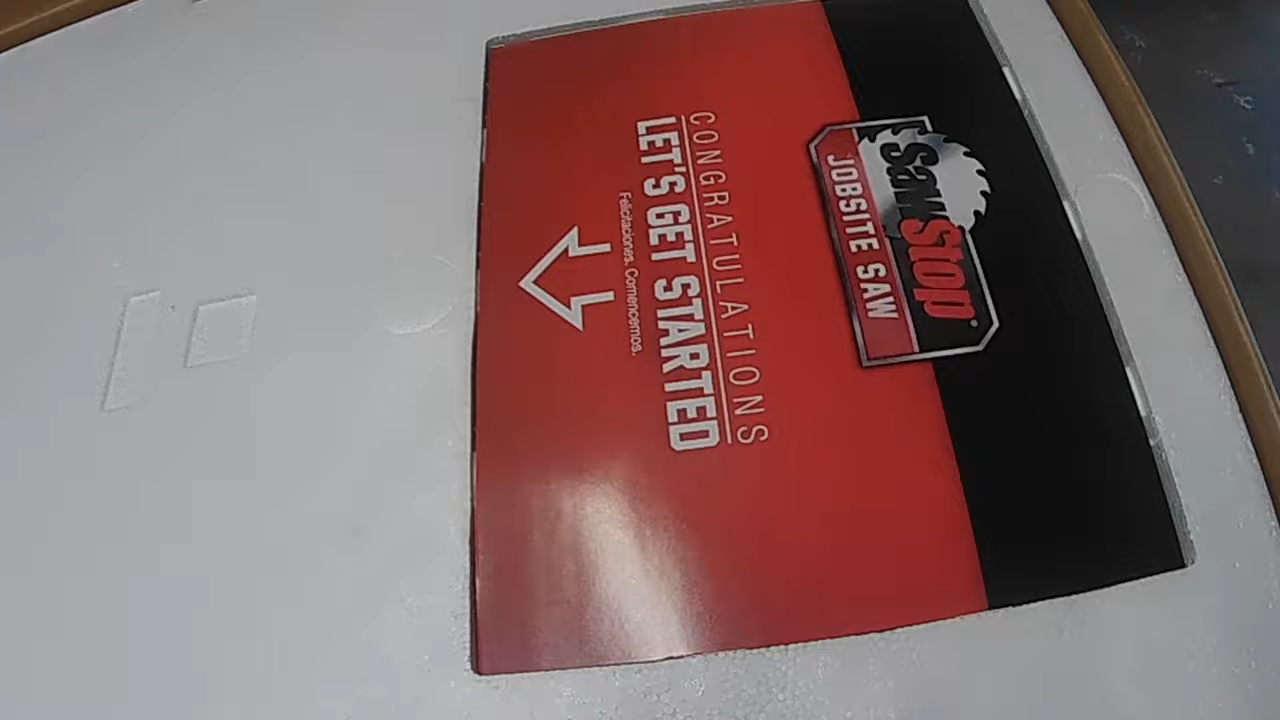 SawStop®
JOBSITE SAW
CONGRATULATIONS
LET'S GET STARTED
Felicitaciones. Comencemos.